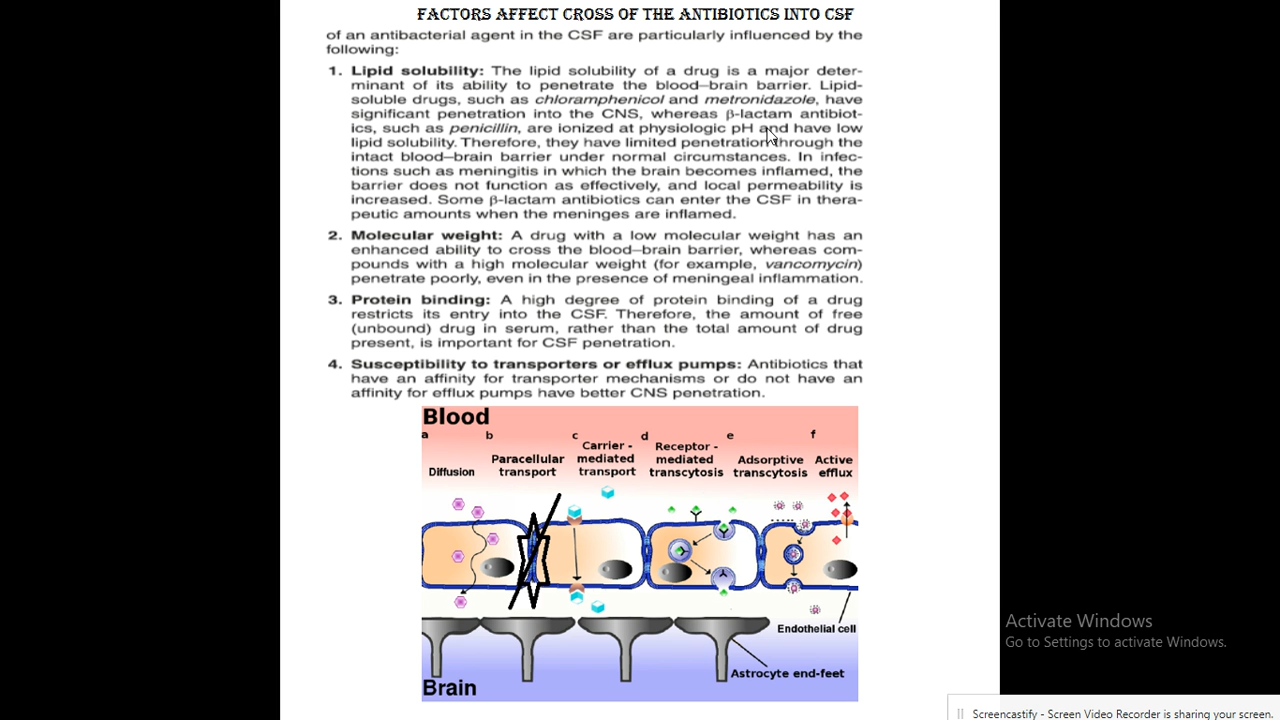 FACTORS AFFECT CROSS OF THE ANTIBIOTICS INTO CSF
of an antibacterial agent in the CSF are particularly influenced by the
following:
1. Lipid solubility: The lipid solubility of a drug is a major deter-
minant of its ability to penetrate the blood–brain barrier. Lipid-
soluble drugs, such as chloramphenicol and metronidazole, have
significant penetration into the CNS, whereas β-lactam antibiot-
ics, such as penicillin, are ionized at physiologic pH and have low
lipid solubility. Therefore, they have limited penetration through the
intact blood–brain barrier under normal circumstances. In infec-
tions such as meningitis in which the brain becomes inflamed, the
barrier does not function as effectively, and local permeability is
increased. Some β-lactam antibiotics can enter the CSF in thera-
peutic amounts when the meninges are inflamed.
2. Molecular weight: A drug with a low molecular weight has an
enhanced ability to cross the blood–brain barrier, whereas com-
pounds with a high molecular weight (for example, vancomycin)
penetrate poorly, even in the presence of meningeal inflammation.
3. Protein binding: A high degree of protein binding of a drug
restricts its entry into the CSF. Therefore, the amount of free
(unbound) drug in serum, rather than the total amount of drug
present, is important for CSF penetration.
4. Susceptibility to transporters or efflux pumps: Antibiotics that
have an affinity for transporter mechanisms or do not have an
affinity for efflux pumps have better CNS penetration.
Blood
a b c d e f
Carrier - Receptor -
Paracellular mediated mediated Adsorptive Active
Diffusion transport transport transcytosis transcytosis efflux
Endothelial cell
Astrocyte end-feet
Brain
Activate Windows
Go to Settings to activate Windows.
Screencastify - Screen Video Recorder is sharing your screen.